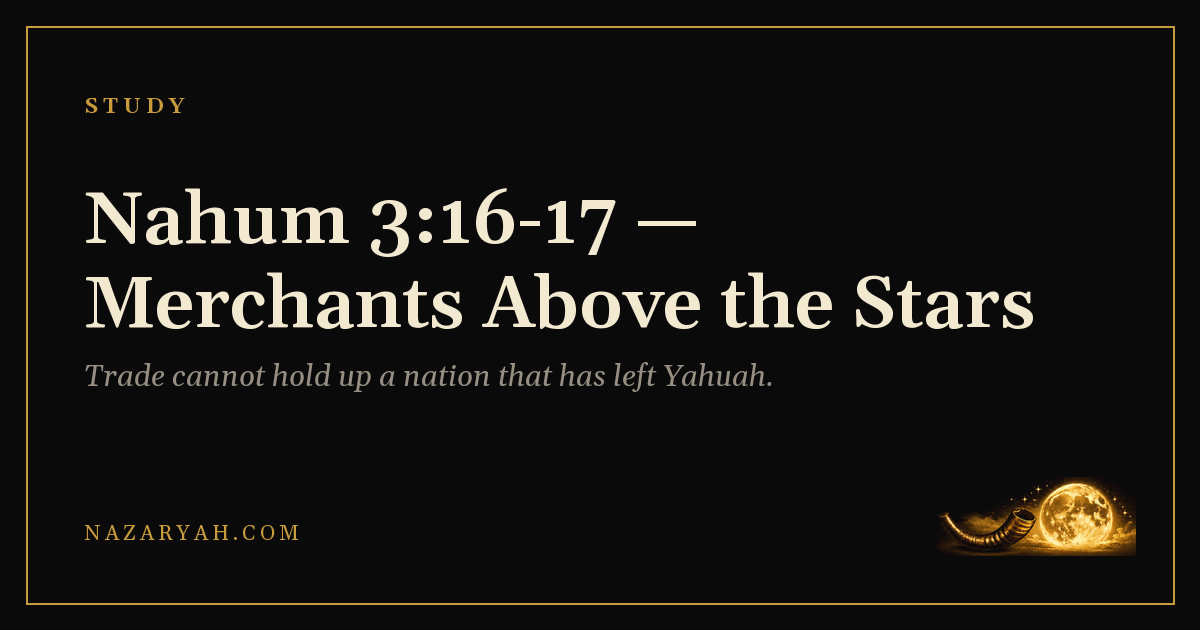 STUDY
Nahum 3:16-17 —
Merchants Above the Stars
Trade cannot hold up a nation that has left Yahuah.
NAZARYAH.COM